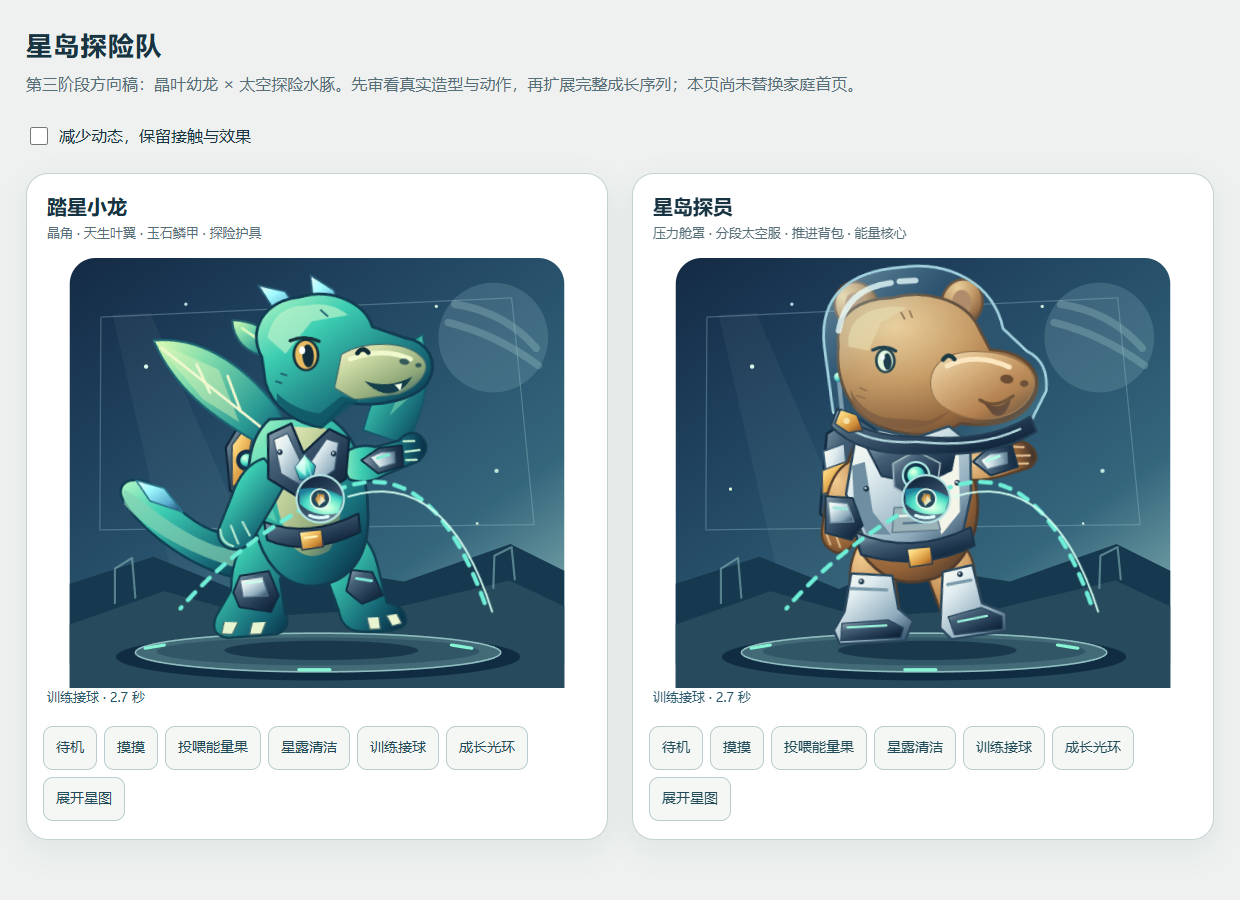 星岛探险队
第三阶段方向稿：晶叶幼龙 × 太空探险水豚。先审看真实造型与动作，再扩展完整成长序列；本页尚未替换家庭首页。
减少动态，保留接触与效果
踏星小龙
晶角 · 天生叶翼 · 玉石鳞甲 · 探险护具
训练接球 · 2.7 秒
待机 摸摸 投喂能量果 星露清洁 训练接球 成长光环
展开星图
星岛探员
压力舱罩 · 分段太空服 · 推进背包 · 能量核心
训练接球 · 2.7 秒
待机 摸摸 投喂能量果 星露清洁 训练接球 成长光环
展开星图